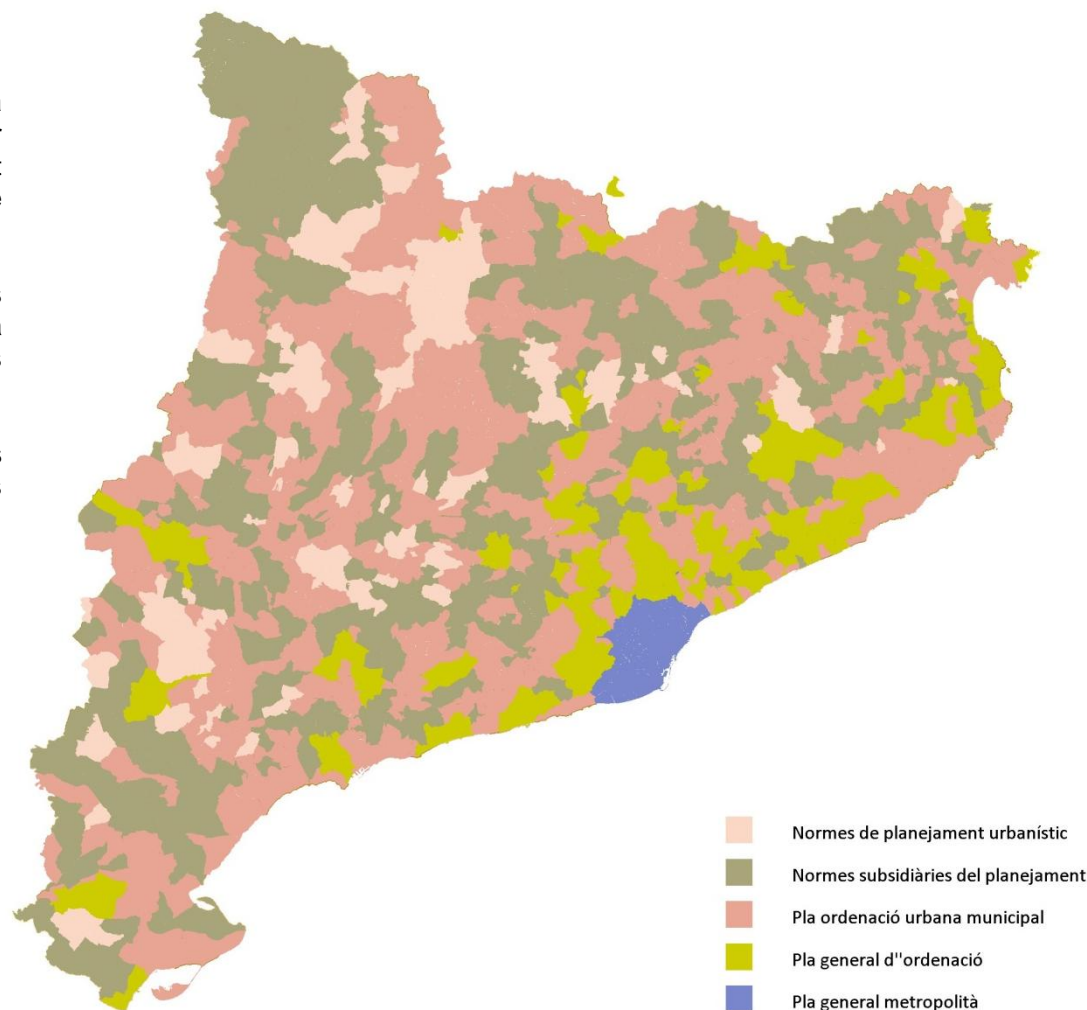 Normes de planejament urbanístic
Normes subsidiàries del planejament
Pla ordenació urbana municipal
Pla general d''ordenació
Pla general metropolità